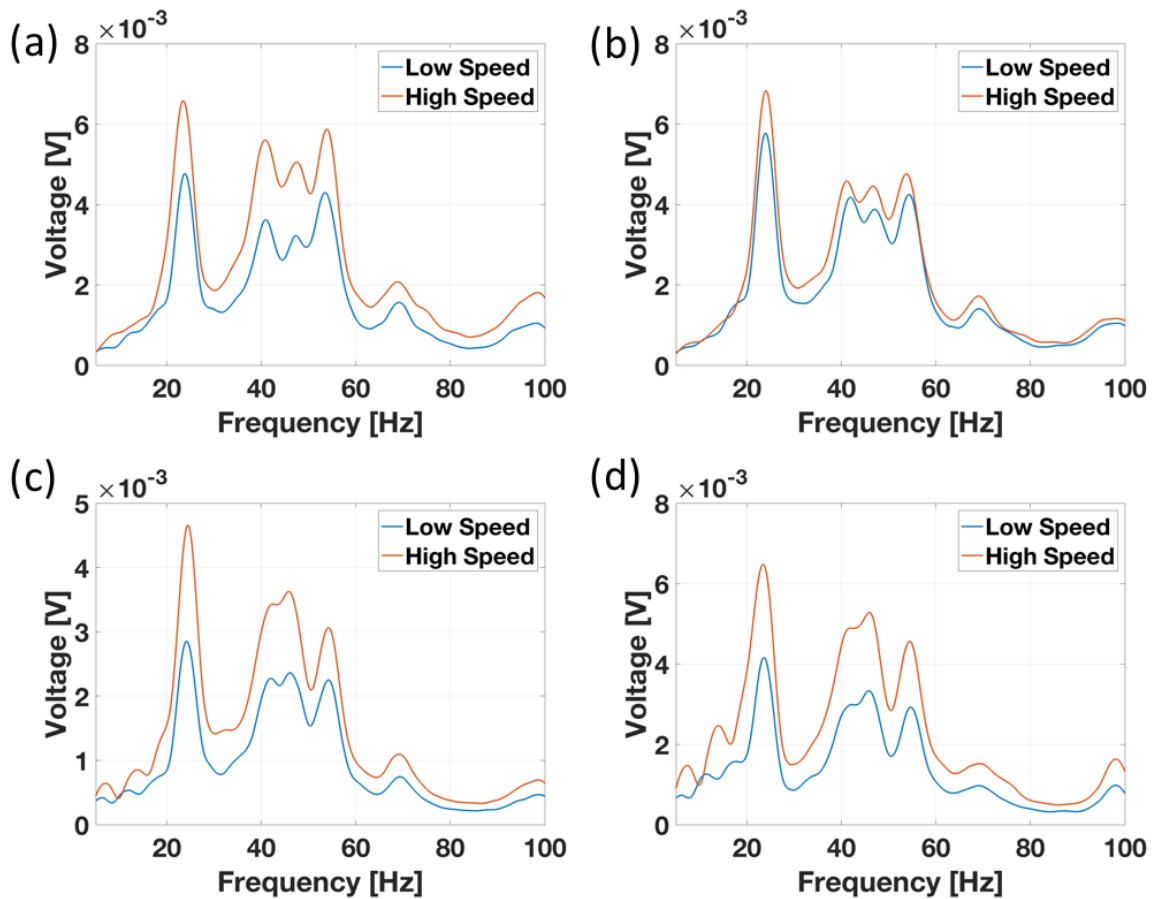 (a)
×10-3
8
6
4
2
0
Voltage [V]
20 40 60 80 100
Frequency [Hz]
Low Speed
High Speed
(b)
×10-3
8
6
4
2
0
Voltage [V]
20 40 60 80 100
Frequency [Hz]
Low Speed
High Speed
(c)
×10-3
5
4
3
2
1
0
Voltage [V]
20 40 60 80 100
Frequency [Hz]
Low Speed
High Speed
(d)
×10-3
8
6
4
2
0
Voltage [V]
20 40 60 80 100
Frequency [Hz]
Low Speed
High Speed